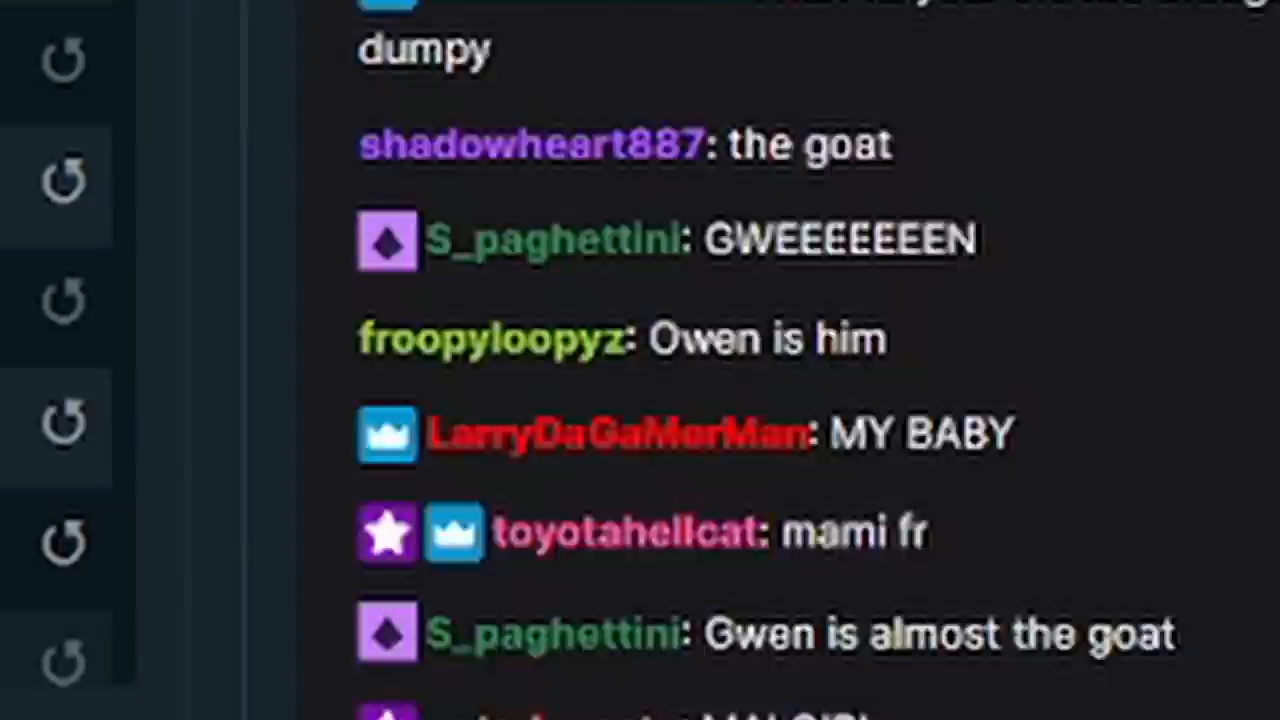 dumpy
shadowheart887: the goat
S_paghettini: GWEEEEEEEN
froopyloopyz: Owen is him
LarryDaGaMerMan: MY BABY
toyotahellcat: mami fr
S_paghettini: Gwen is almost the goat